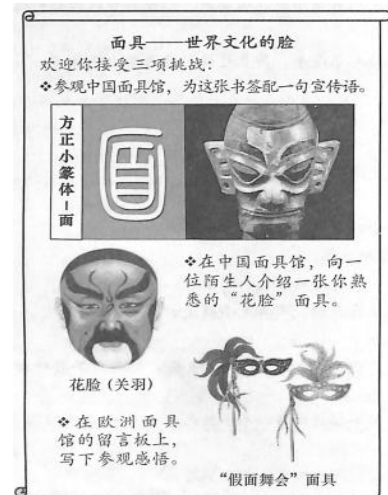 面具——世界文化的脸
欢迎你接受三项挑战：
❖参观中国面具馆，为这张书签配一句宣传语。
方正小篆体-面
面
❖在中国面具馆，向一
位陌生人介绍一张你熟
悉的“花脸”面具。
花脸（关羽）
❖在欧洲面具
馆的留言板上，
写下参观感悟。
“假面舞会”面具